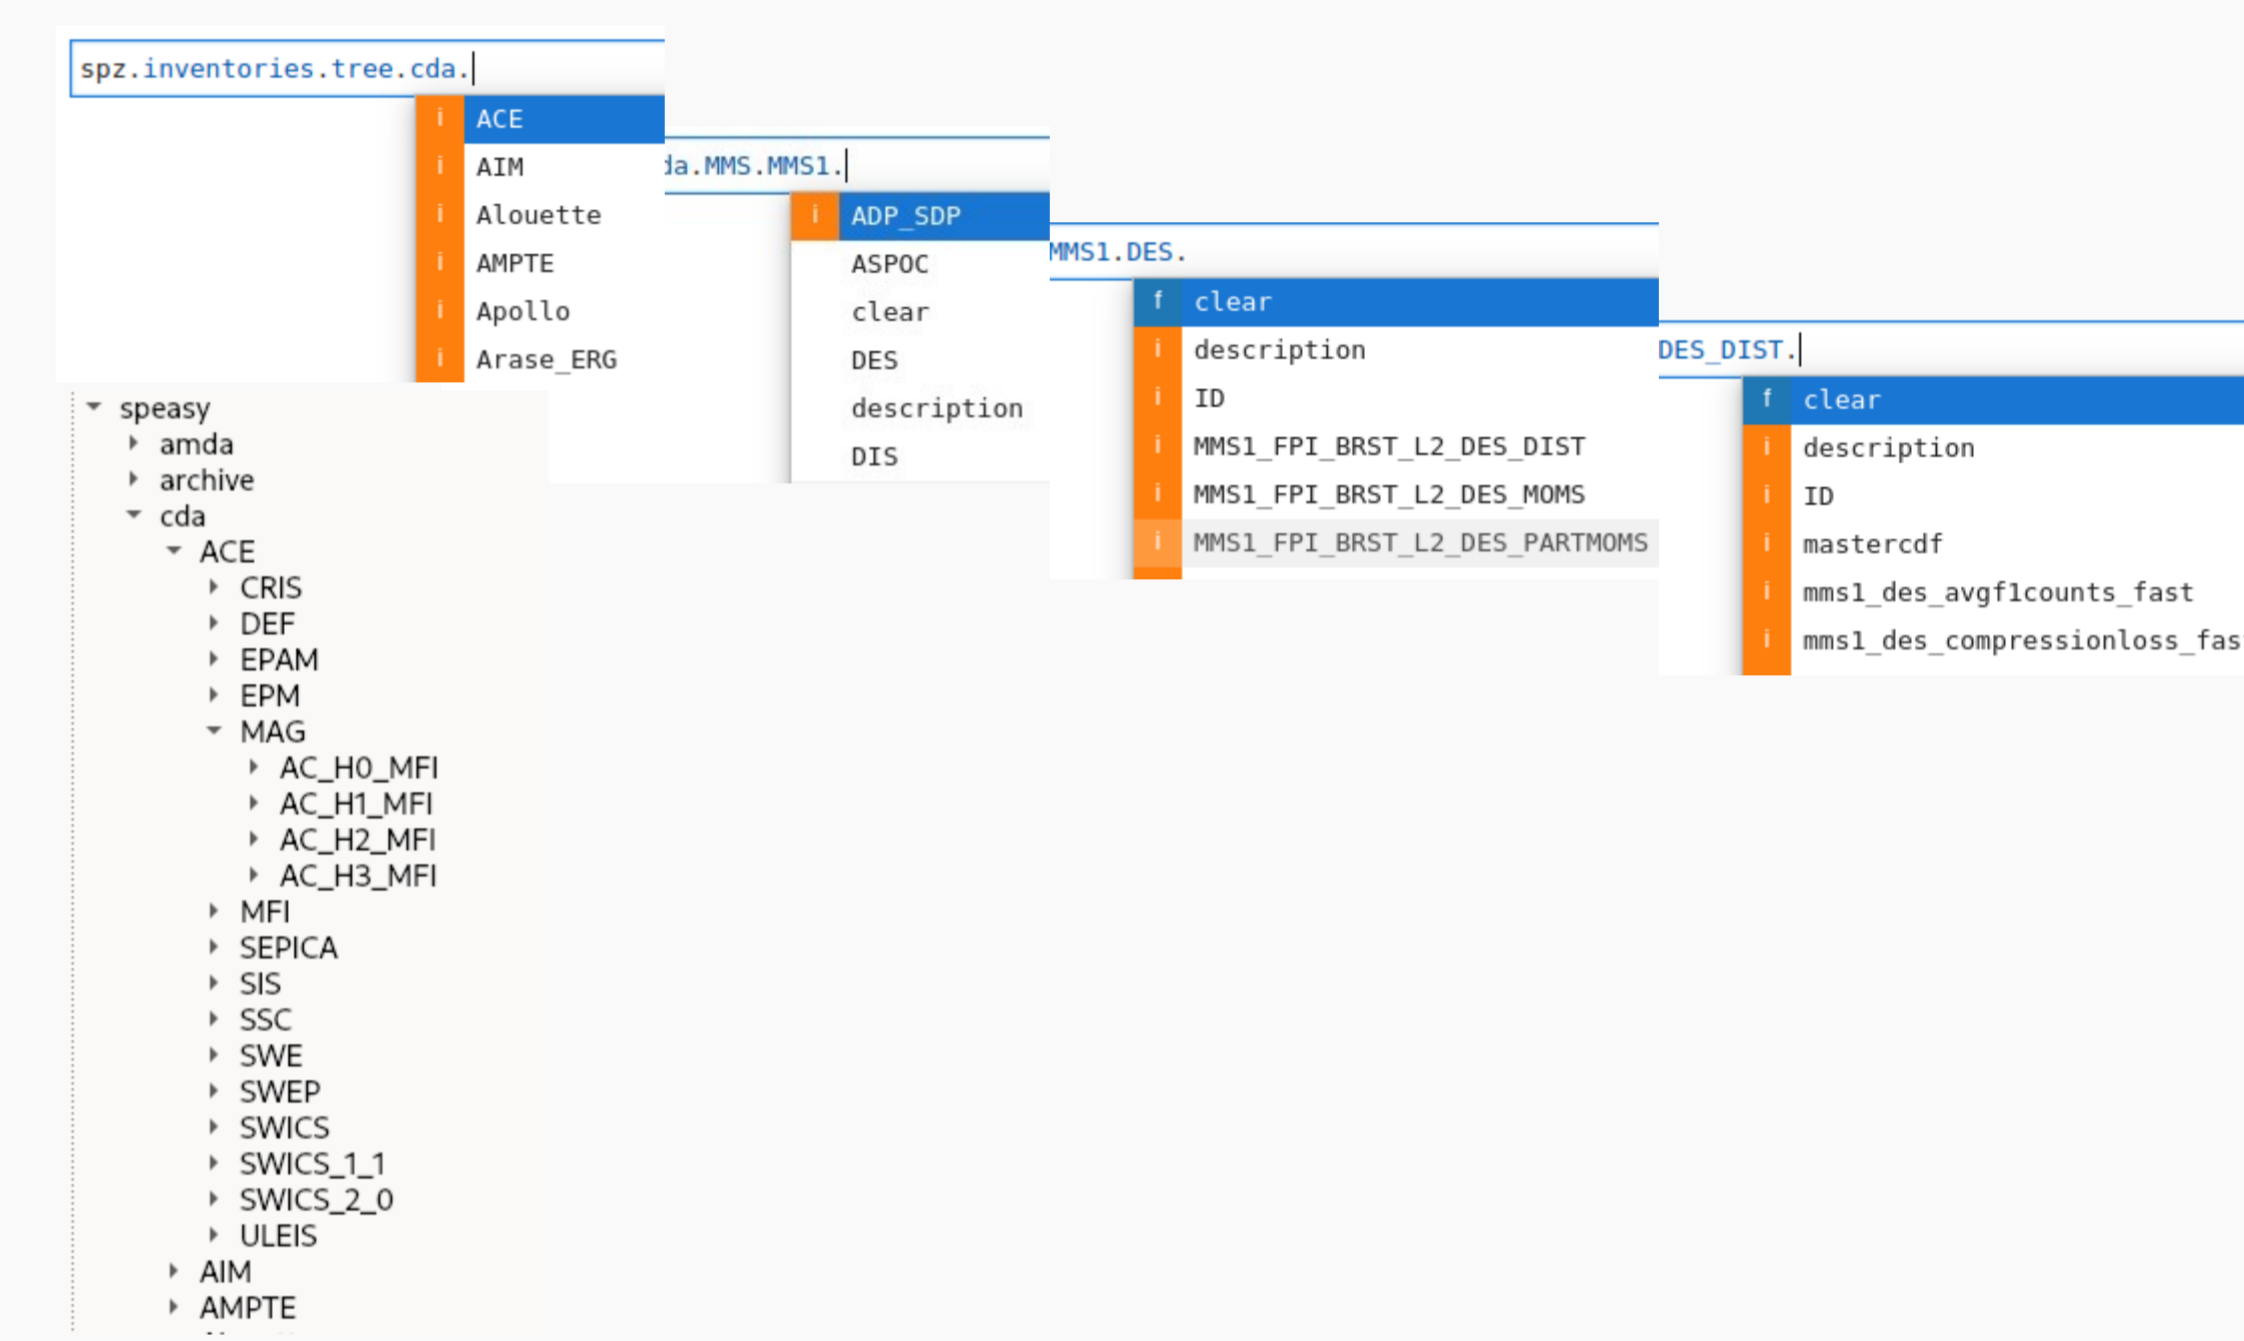 spz.inventories.tree.cda.
i ACE
i AIM
i Alouette
i AMPTE
i Apollo
i Arase_ERG
da.MMS.MMS1.
i ADP_SDP
ASPOC
clear
DES
description
DIS
MMS1.DES.
f clear
i description
i ID
i MMS1_FPI_BRST_L2_DES_DIST
i MMS1_FPI_BRST_L2_DES_MOMS
i MMS1_FPI_BRST_L2_DES_PARTMOMS
DES_DIST.
f clear
i description
i ID
i mastercdf
i mms1_des_avgf1counts_fast
i mms1_des_compressionloss_fas
speasy
amda
archive
cda
ACE
CRIS
DEF
EPAM
EPM
MAG
AC_H0_MFI
AC_H1_MFI
AC_H2_MFI
AC_H3_MFI
MFI
SEPICA
SIS
SSC
SWE
SWEP
SWICS
SWICS_1_1
SWICS_2_0
ULEIS
AIM
AMPTE